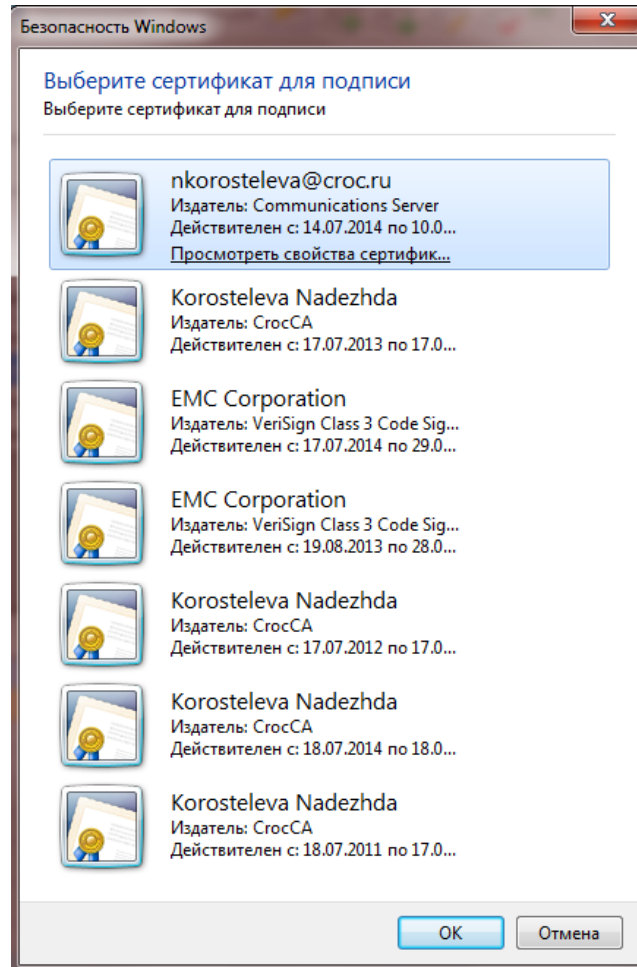 Безопасность Windows
Выберите сертификат для подписи
Выберите сертификат для подписи
nkorosteleva@croc.ru
Издатель: Communications Server
Действителен с: 14.07.2014 по 10.0...
Просмотреть свойства сертифик...
Korosteleva Nadezhda
Издатель: CrocCA
Действителен с: 17.07.2013 по 17.0...
EMC Corporation
Издатель: VeriSign Class 3 Code Sig...
Действителен с: 17.07.2014 по 29.0...
EMC Corporation
Издатель: VeriSign Class 3 Code Sig...
Действителен с: 19.08.2013 по 28.0...
Korosteleva Nadezhda
Издатель: CrocCA
Действителен с: 17.07.2012 по 17.0...
Korosteleva Nadezhda
Издатель: CrocCA
Действителен с: 18.07.2014 по 18.0...
Korosteleva Nadezhda
Издатель: CrocCA
Действителен с: 18.07.2011 по 17.0...
ОК Отмена